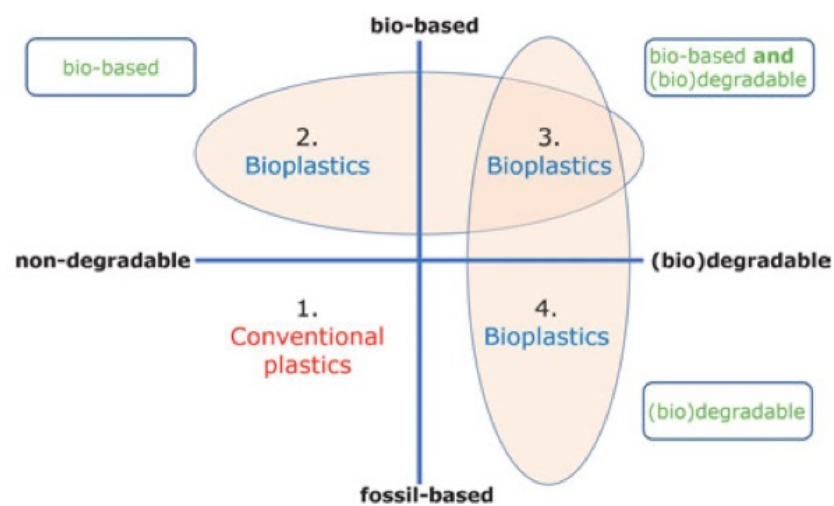 bio-based
bio-based
bio-based and
(bio)degradable
2.
Bioplastics
3.
Bioplastics
non-degradable
(bio)degradable
1.
Conventional
plastics
4.
Bioplastics
(bio)degradable
fossil-based